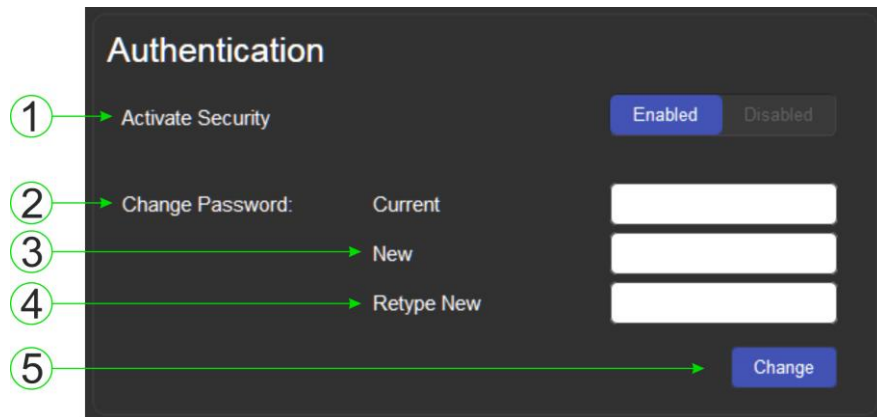 Authentication
1 Activate Security Enabled Disabled
2 Change Password: Current
3 New
4 Retype New
5 Change